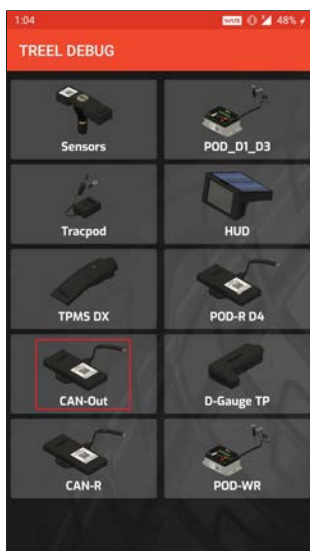 1:04 48%
TREEL DEBUG
Sensors POD_D1_D3
Tracpod HUD
TPMS DX POD-R D4
CAN-Out D-Gauge TP
CAN-R POD-WR